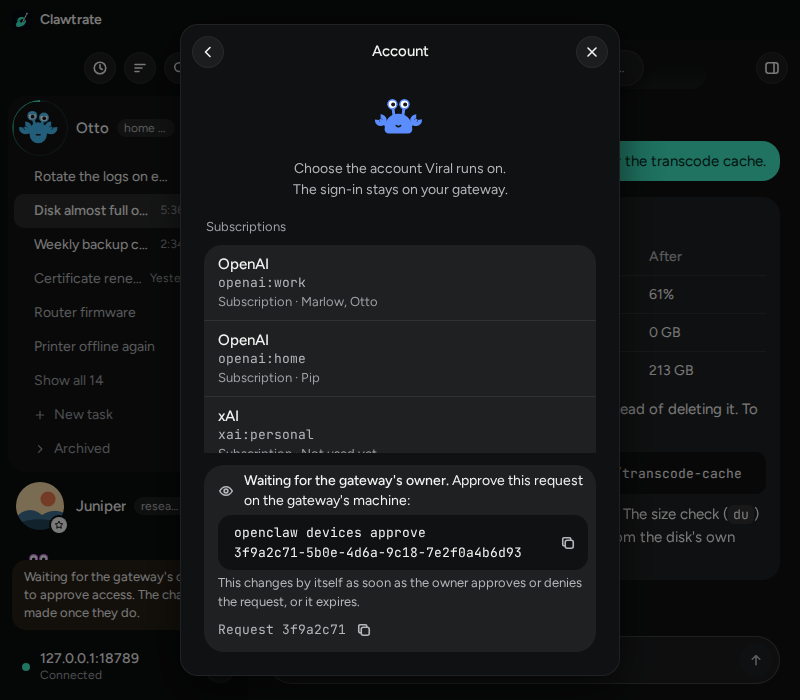 Clawtrate
Account
Otto
home ...
Rotate the logs on e...
Disk almost full o...
5:36
Weekly backup c...
2:34
Certificate rene...
Yeste
Router firmware
Printer offline again
Show all 14
+ New task
Archived
Juniper
resea...
Waiting for the gateway's
to approve access. The cha
made once they do.
127.0.0.1:18789
Connected
Choose the account Viral runs on.
The sign-in stays on your gateway.
Subscriptions
OpenAI
openai:work
Subscription · Marlow, Otto
OpenAI
openai:home
Subscription · Pip
xAI
xai:personal
Subscription · Not used yet
Waiting for the gateway's owner. Approve this request
on the gateway's machine:
openclaw devices approve
3f9a2c71-5b0e-4d6a-9c18-7e2f0a4b6d93
This changes by itself as soon as the owner approves or denies
the request, or it expires.
Request 3f9a2c71
the transcode cache.
After
61%
0 GB
213 GB
ead of deleting it. To
/transcode-cache
The size check ( du )
om the disk's own